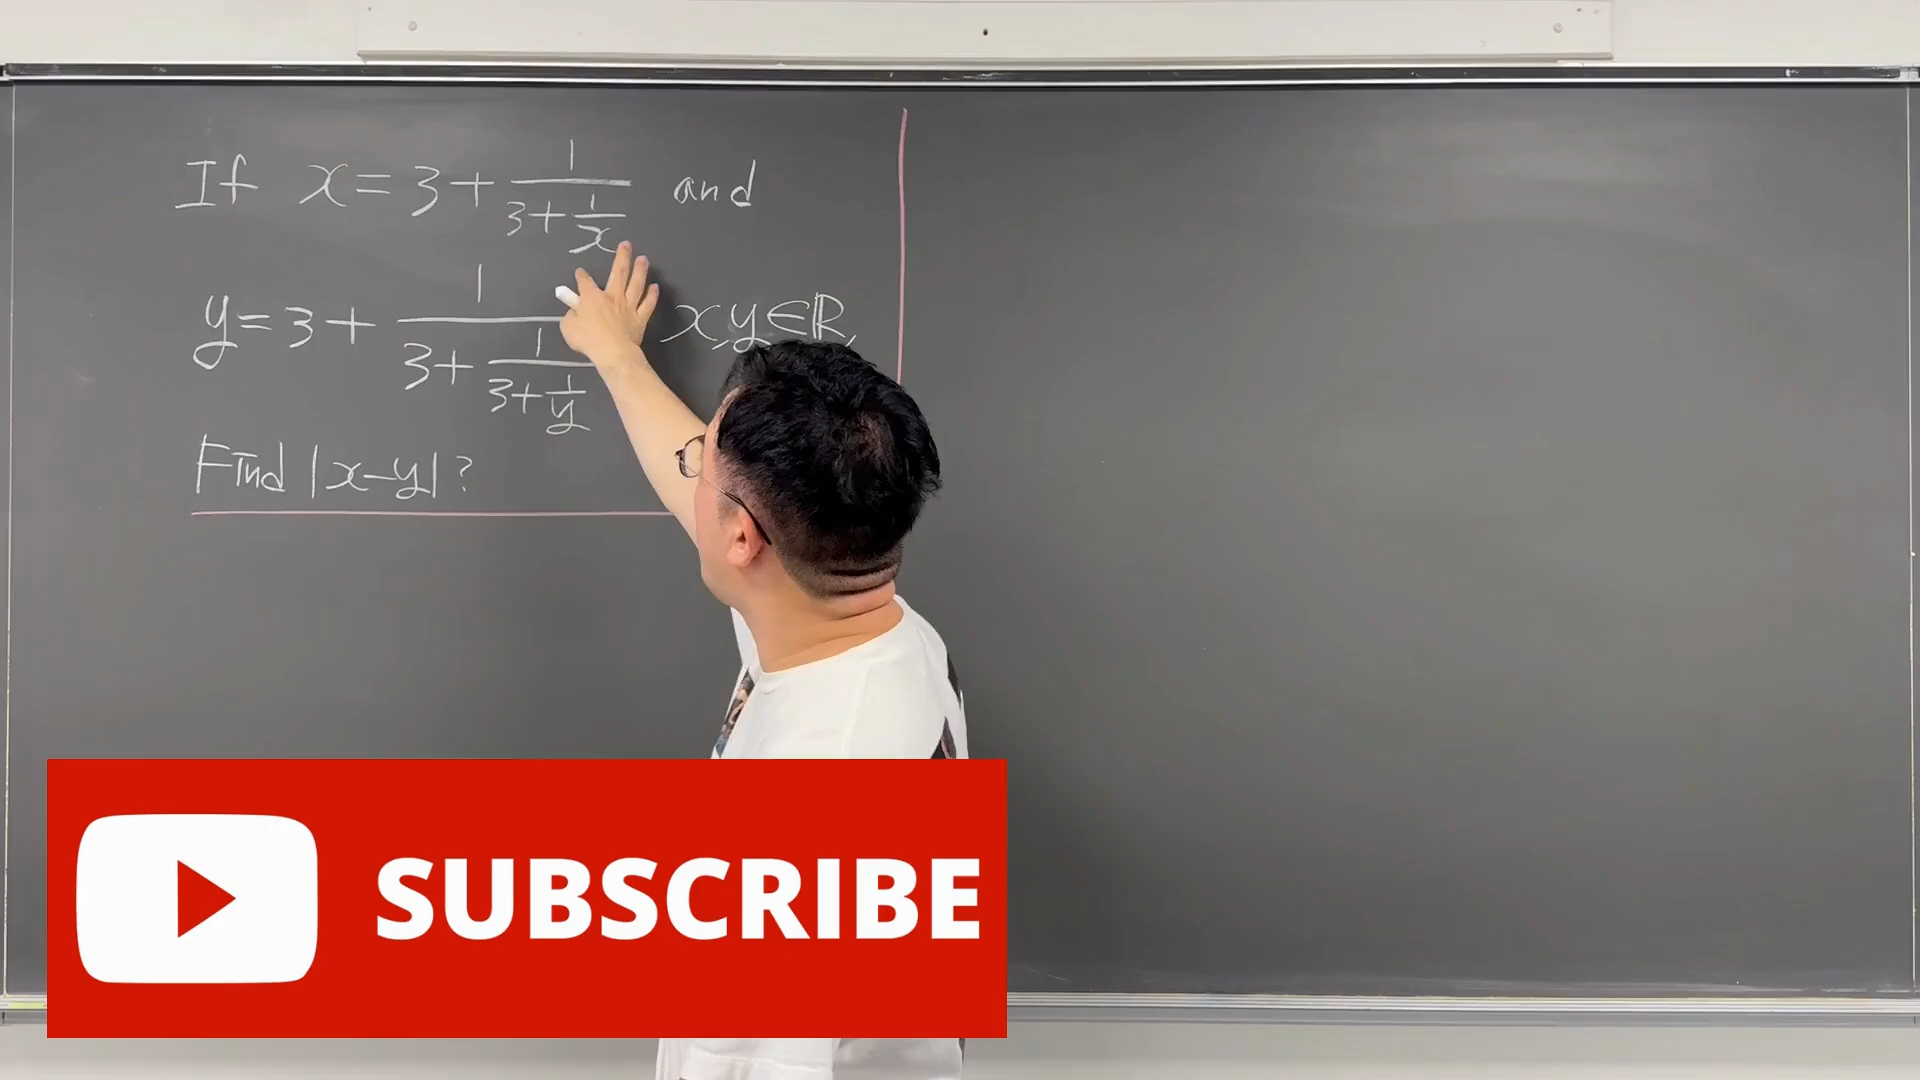 If x = 3 + 1/(3 + 1/x) and
y = 3 + 1/(3 + 1/(3 + 1/y)) x, y ∈ ℝ,
Find |x-y| ?
SUBSCRIBE